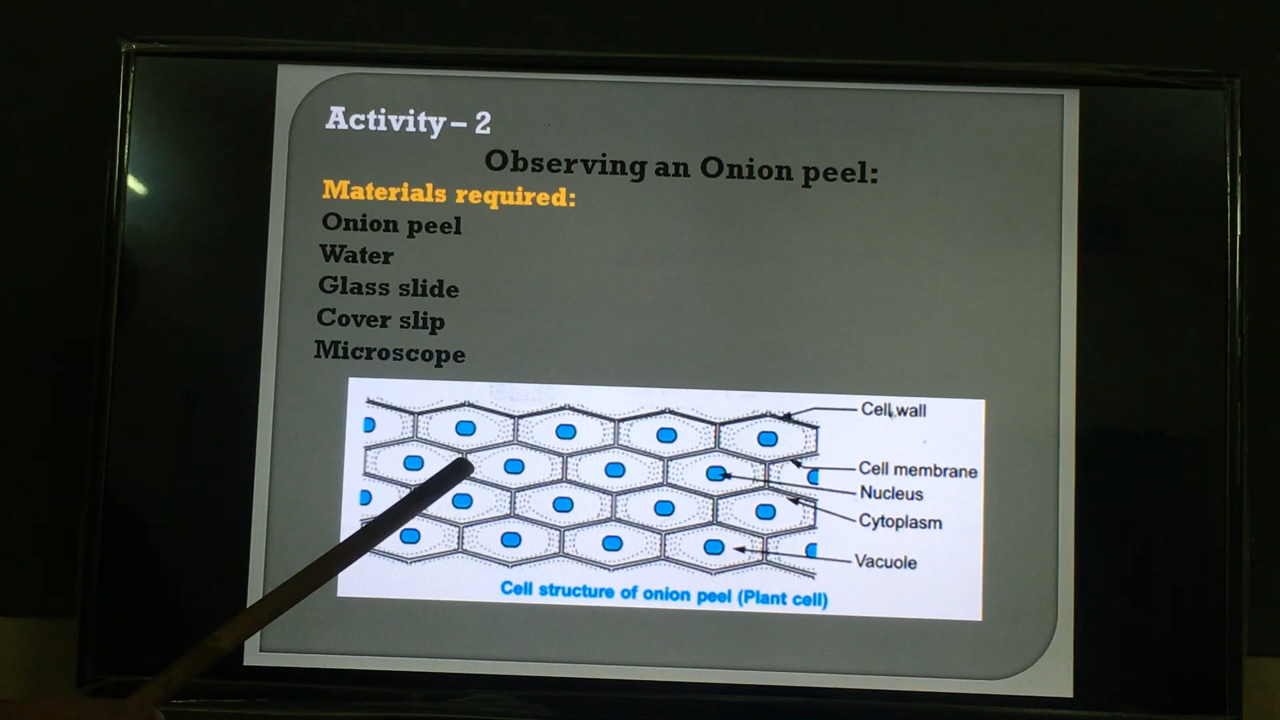 Activity – 2
Observing an Onion peel:
Materials required:
Onion peel
Water
Glass slide
Cover slip
Microscope
Cell wall
Cell membrane
Nucleus
Cytoplasm
Vacuole
Cell structure of onion peel (Plant cell)